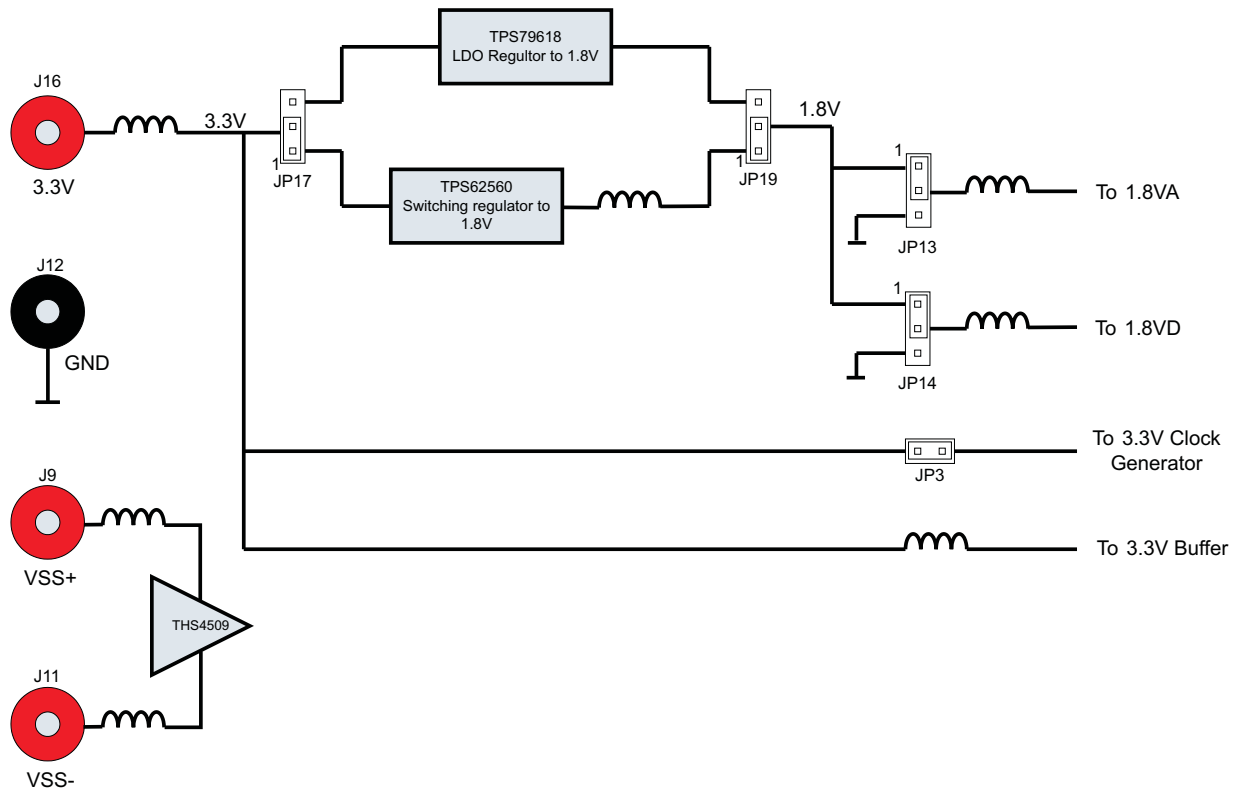 TPS79618
LDO Regultor to 1.8V
J16
3.3V
3.3V
1
JP17
TPS62560
Switching regulator to
1.8V
1
JP19
1.8V
1
JP13
To 1.8VA
1
JP14
To 1.8VD
J12
GND
JP3
To 3.3V Clock
Generator
J9
VSS+
To 3.3V Buffer
THS4509
J11
VSS-